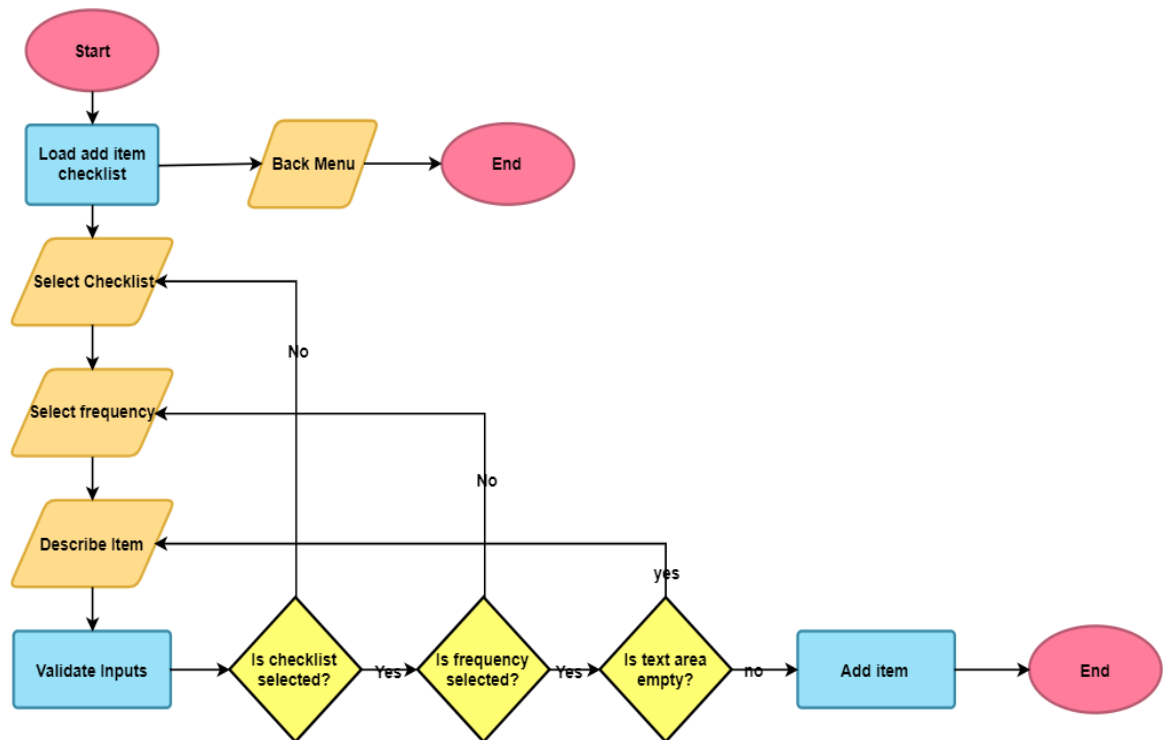 Start
Load add item
checklist
Back Menu
End
Select Checklist
No
Select frequency
No
Describe Item
yes
Validate Inputs
Is checklist
selected?
Yes
Is frequency
selected?
Yes
Is text area
empty?
no
Add item
End